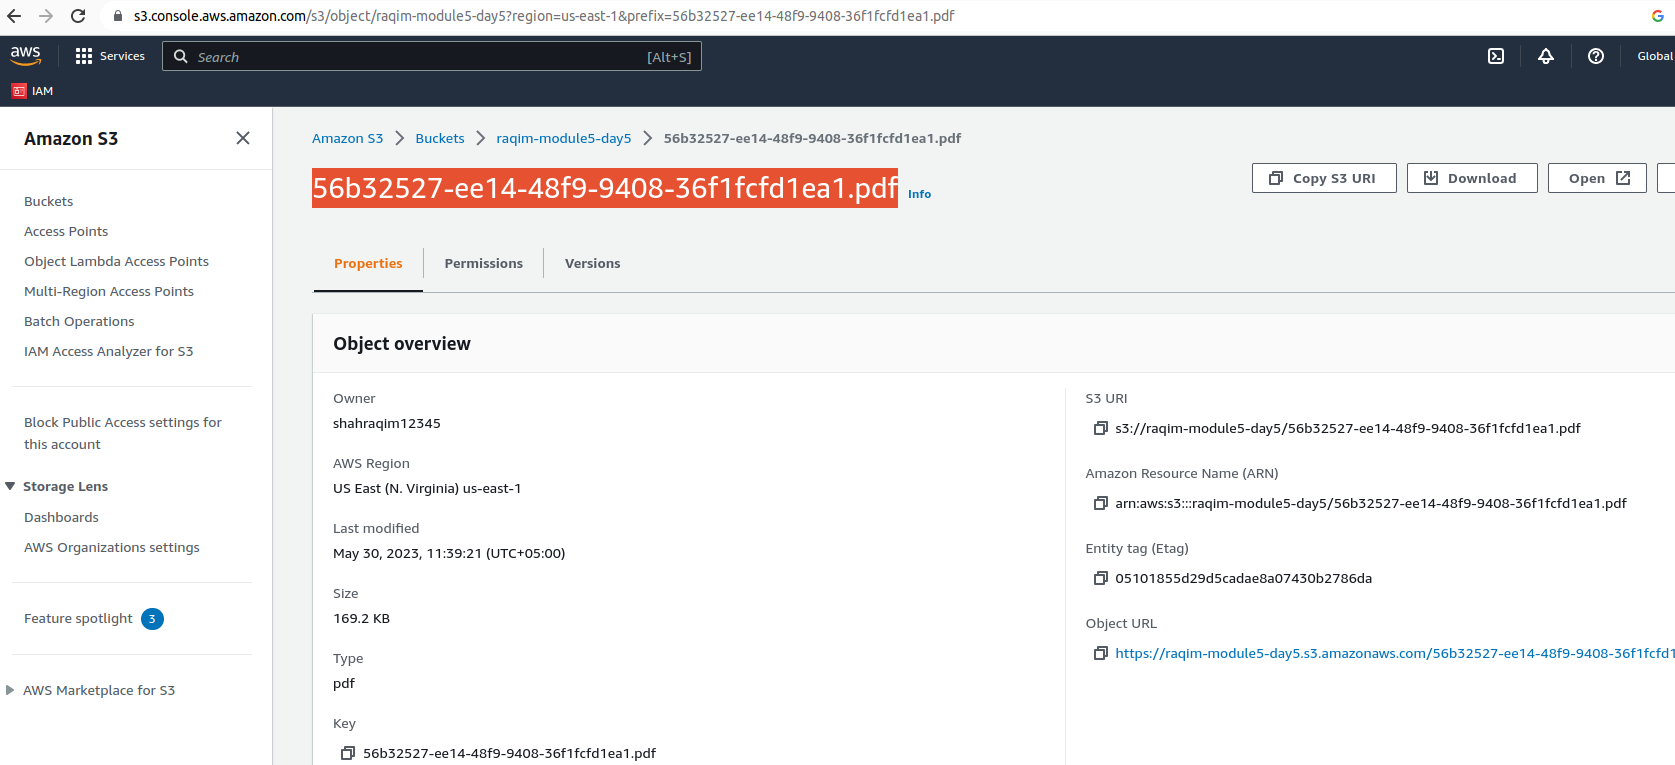 s3.console.aws.amazon.com/s3/object/raqim-module5-day5?region=us-east-1&prefix=56b32527-ee14-48f9-9408-36f1fcfd1ea1.pdf
aws Services Search [Alt+S] Global
IAM
Amazon S3
Buckets
Access Points
Object Lambda Access Points
Multi-Region Access Points
Batch Operations
IAM Access Analyzer for S3
Block Public Access settings for
this account
Storage Lens
Dashboards
AWS Organizations settings
Feature spotlight 3
AWS Marketplace for S3
Amazon S3 Buckets raqim-module5-day5 56b32527-ee14-48f9-9408-36f1fcfd1ea1.pdf
56b32527-ee14-48f9-9408-36f1fcfd1ea1.pdf Info
Copy S3 URI Download Open
Properties Permissions Versions
Object overview
Owner
shahraqim12345
AWS Region
US East (N. Virginia) us-east-1
Last modified
May 30, 2023, 11:39:21 (UTC+05:00)
Size
169.2 KB
Type
pdf
Key
56b32527-ee14-48f9-9408-36f1fcfd1ea1.pdf
S3 URI
s3://raqim-module5-day5/56b32527-ee14-48f9-9408-36f1fcfd1ea1.pdf
Amazon Resource Name (ARN)
arn:aws:s3:::raqim-module5-day5/56b32527-ee14-48f9-9408-36f1fcfd1ea1.pdf
Entity tag (Etag)
05101855d29d5cadae8a07430b2786da
Object URL
https://raqim-module5-day5.s3.amazonaws.com/56b32527-ee14-48f9-9408-36f1fcfd1